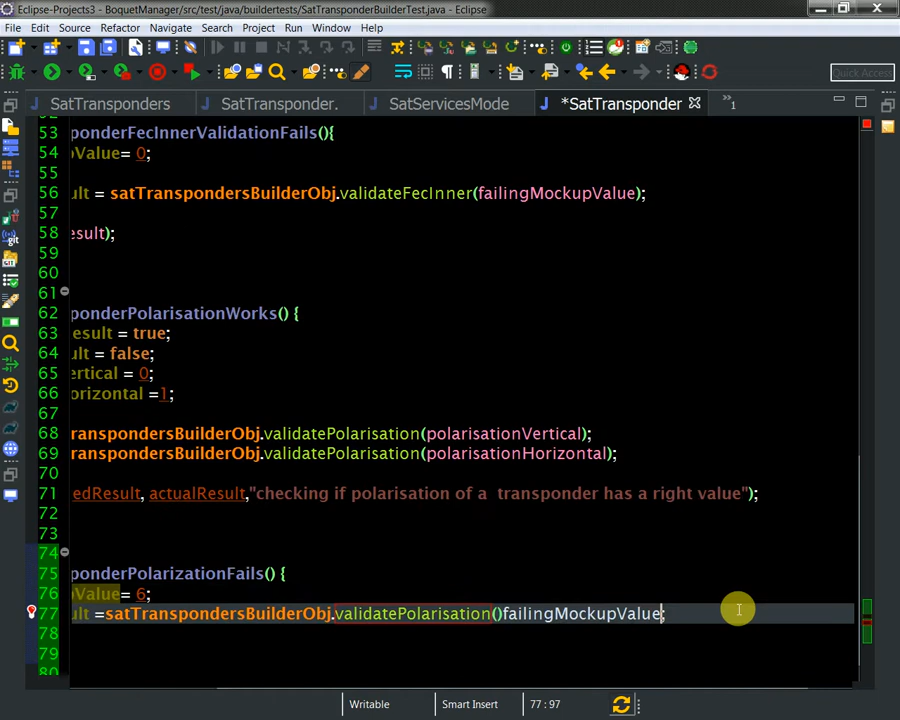 Eclipse-Projects3 - BoquetManager/src/test/java/buildertests/SatTransponderBuilderTest.java - Eclipse
File Edit Source Refactor Navigate Search Project Run Window Help
Quick Access
SatTransponders SatTransponder. SatServicesMode *SatTransponder 1
53 ponderFecInnerValidationFails(){
54 Value= 0;
55
56 ult = satTranspondersBuilderObj.validateFecInner(failingMockupValue);
57
58 esult);
59
60
61
62 ponderPolarisationWorks() {
63 esult = true;
64 ult = false;
65 ertical = 0;
66 orizontal =1;
67
68 ranspondersBuilderObj.validatePolarisation(polarisationVertical);
69 ranspondersBuilderObj.validatePolarisation(polarisationHorizontal);
70
71 edResult, actualResult,"checking if polarisation of a  transponder has a right value");
72
73
74
75 ponderPolarizationFails() {
76 Value= 6;
77 ult =satTranspondersBuilderObj.validatePolarisation()failingMockupValue;
78
79
80
Writable Smart Insert 77 : 97